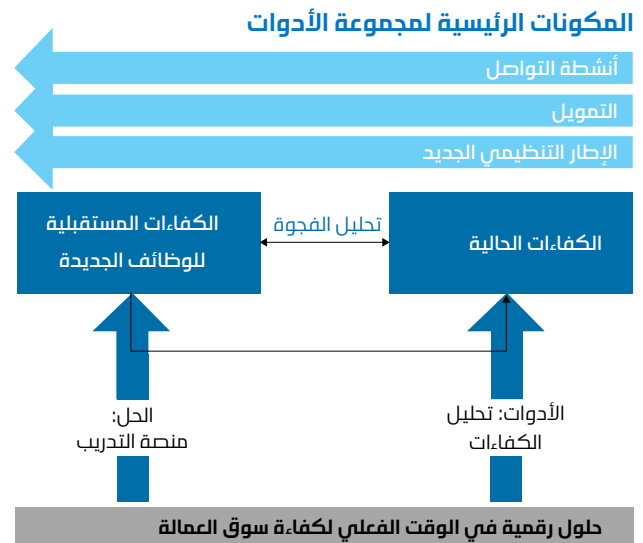 المكونات الرئيسية لمجموعة الأدوات
أنشطة التواصل
التمويل
الإطار التنظيمي الجديد
الكفاءات الحالية
تحليل الفجوة
الكفاءات المستقبلية
للوظائف الجديدة
الأدوات: تحليل
الكفاءات
الحل:
منصة التدريب
حلول رقمية في الوقت الفعلي لكفاءة سوق العمالة